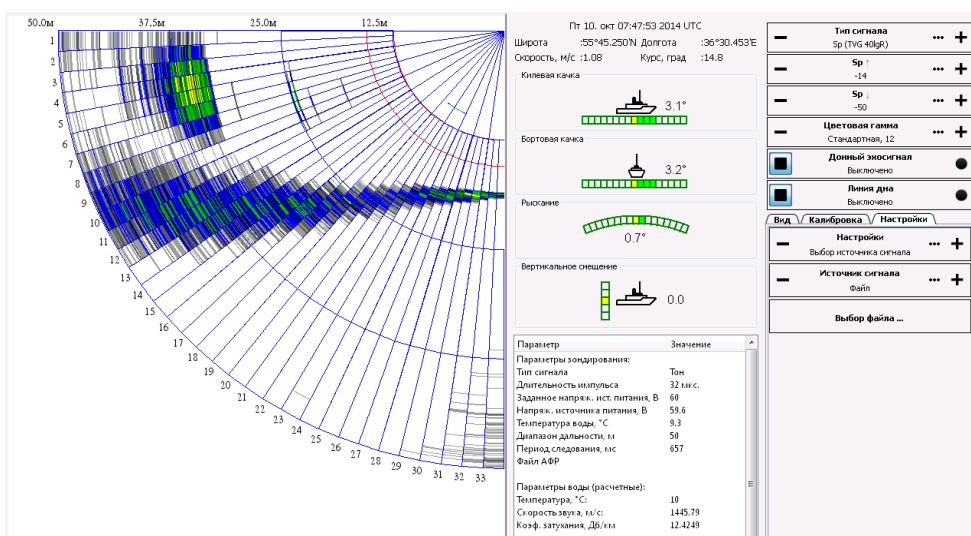 50.0м 37.5м 25.0м 12.5м
1
2
3
4
5
6
7
8
9
10
11
12
13
14
15
16
17
18
19
20
21
22
23
24
25
26
27
28
29
30
31
32
33
Пт 10. окт 07:47:53 2014 UTC
Широта :55°45.250'N Долгота :36°30.453'E
Скорость, м/с :1.08 Курс, град :14.8
Килевая качка
3.1°
Бортовая качка
3.2°
Рыскание
0.7°
Вертикальное смещение
0.0
Параметр Значение
Параметры зондирования:
Тип сигнала Тон
Длительность импульса 32 мкс.
Заданное напряж. ист. питания, В 60
Напряж. источника питания, В 59.6
Температура воды, °C 9.3
Диапазон дальности, м 50
Период следования, мс 657
Файл АФР
Параметры воды (расчетные):
Температура, °C: 10
Скорость звука, м/с: 1445.79
Коэф. затухания, Дб/км 12.4249
Тип сигнала
Sp (TVG 40lgR)
Sp ↑
-14
Sp ↓
-50
Цветовая гамма
Стандартная, 12
Донный эхосигнал
Выключено
Линия дна
Выключено
Вид Калибровка Настройки
Настройки
Выбор источника сигнала
Источник сигнала
Файл
Выбор файла ...